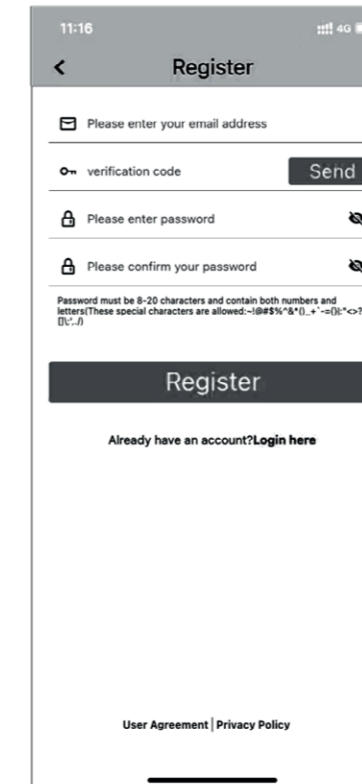 11:16
4G
Register
Please enter your email address
verification code
Send
Please enter password
Please confirm your password
Password must be 8-20 characters and contain both numbers and
letters(These special characters are allowed:~!@#$%^&*()_+`-={}|:"<>?
[]\;',./)
Register
Already have an account?Login here
User Agreement | Privacy Policy